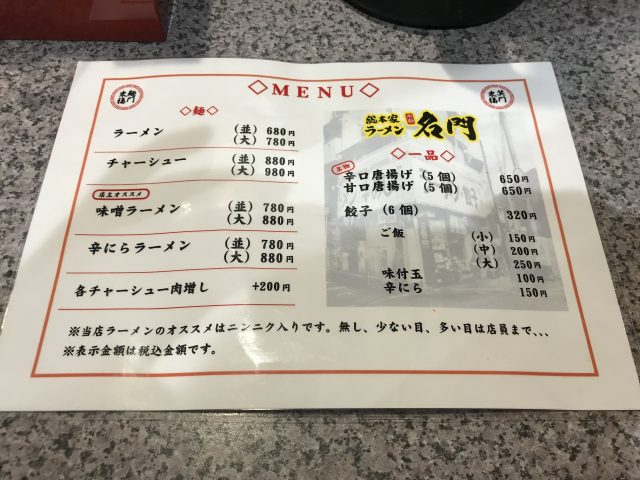 ◇MENU◇
◇麺◇
ラーメン (並) 680円
(大) 780円
チャーシュー (並) 880円
(大) 980円
店主オススメ
味噌ラーメン (並) 780円
(大) 880円
辛にらラーメン (並) 780円
(大) 880円
各チャーシュー肉増し +200円
総本家
ラーメン 名門
◇一品◇
名物
辛口唐揚げ (5個) 650円
甘口唐揚げ (5個) 650円
餃子 (6個) 320円
ご飯 (小) 150円
(中) 200円
(大) 250円
味付玉 100円
辛にら 150円
※当店ラーメンのオススメはニンニク入りです。無し、少ない目、多い目は店員まで、、、
※表示金額は税込金額です。